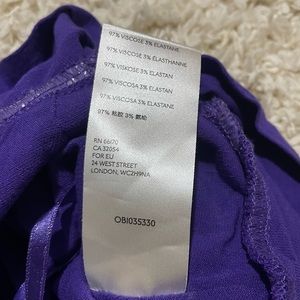 97% VISCOSE 3% ELASTANE
97% VISCOSE 3% ELASTHANNE
97% VISKOSE 3% ELASTAN
97% VISCOSA 3% ELASTAN
97% VISCOSA 3% ELASTANE
97% 粘胶 3% 氨纶
RN 66170
CA 32054
FOR EU
24 WEST STREET
LONDON, WC2H9NA
OBI035330